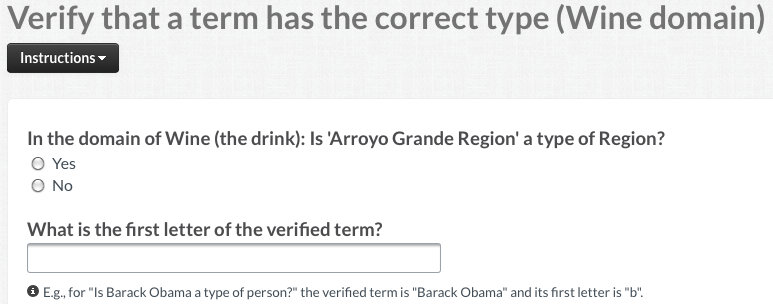 Verify that a term has the correct type (Wine domain)
Instructions
In the domain of Wine (the drink): Is 'Arroyo Grande Region' a type of Region?
Yes
No
What is the first letter of the verified term?
E.g., for "Is Barack Obama a type of person?" the verified term is "Barack Obama" and its first letter is "b".